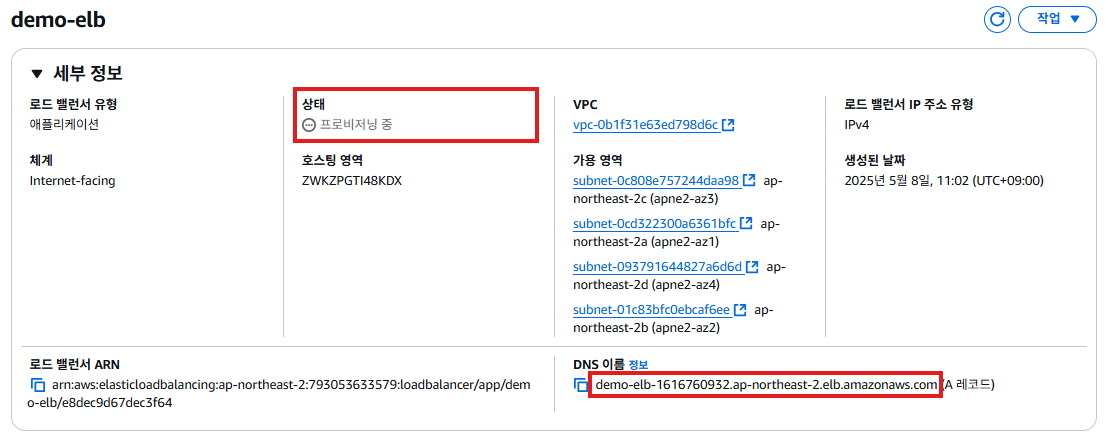 demo-elb
작업
세부 정보
로드 밸런서 유형
애플리케이션
상태
프로비저닝 중
VPC
vpc-0b1f31e63ed798d6c
로드 밸런서 IP 주소 유형
IPv4
체계
Internet-facing
호스팅 영역
ZWKZPGTI48KDX
가용 영역
subnet-0c808e757244daa98 ap-
northeast-2c (apne2-az3)
subnet-0cd322300a6361bfc ap-
northeast-2a (apne2-az1)
subnet-093791644827a6d6d ap-
northeast-2d (apne2-az4)
subnet-01c83bfc0ebcaf6ee ap-
northeast-2b (apne2-az2)
생성된 날짜
2025년 5월 8일, 11:02 (UTC+09:00)
로드 밸런서 ARN
arn:aws:elasticloadbalancing:ap-northeast-2:793053633579:loadbalancer/app/dem
o-elb/e8dec9d67dec3f64
DNS 이름 정보
demo-elb-1616760932.ap-northeast-2.elb.amazonaws.com (A 레코드)